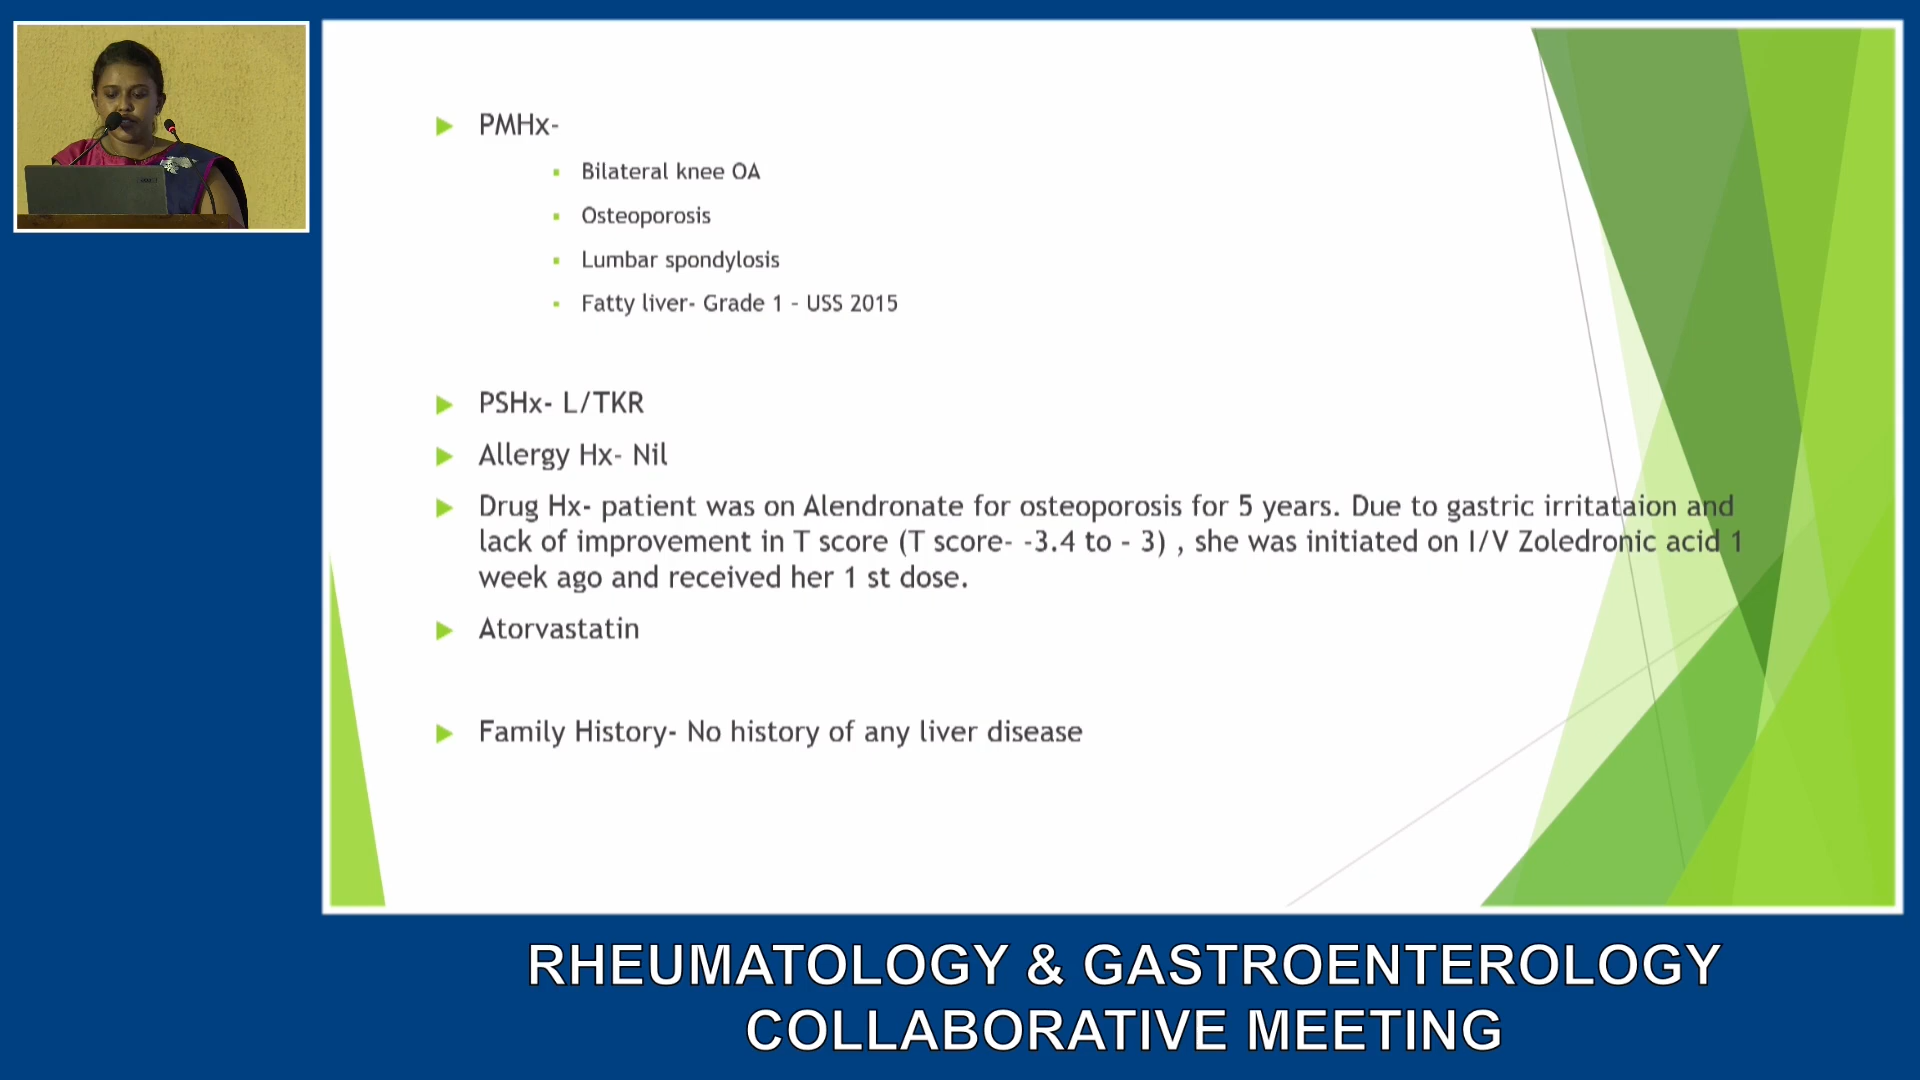 PMHx-
Bilateral knee OA
Osteoporosis
Lumbar spondylosis
Fatty liver- Grade 1 – USS 2015
PSHx- L/TKR
Allergy Hx- Nil
Drug Hx- patient was on Alendronate for osteoporosis for 5 years. Due to gastric irritataion and
lack of improvement in T score (T score- -3.4 to – 3) , she was initiated on I/V Zoledronic acid 1
week ago and received her 1 st dose.
Atorvastatin
Family History- No history of any liver disease
RHEUMATOLOGY & GASTROENTEROLOGY
COLLABORATIVE MEETING